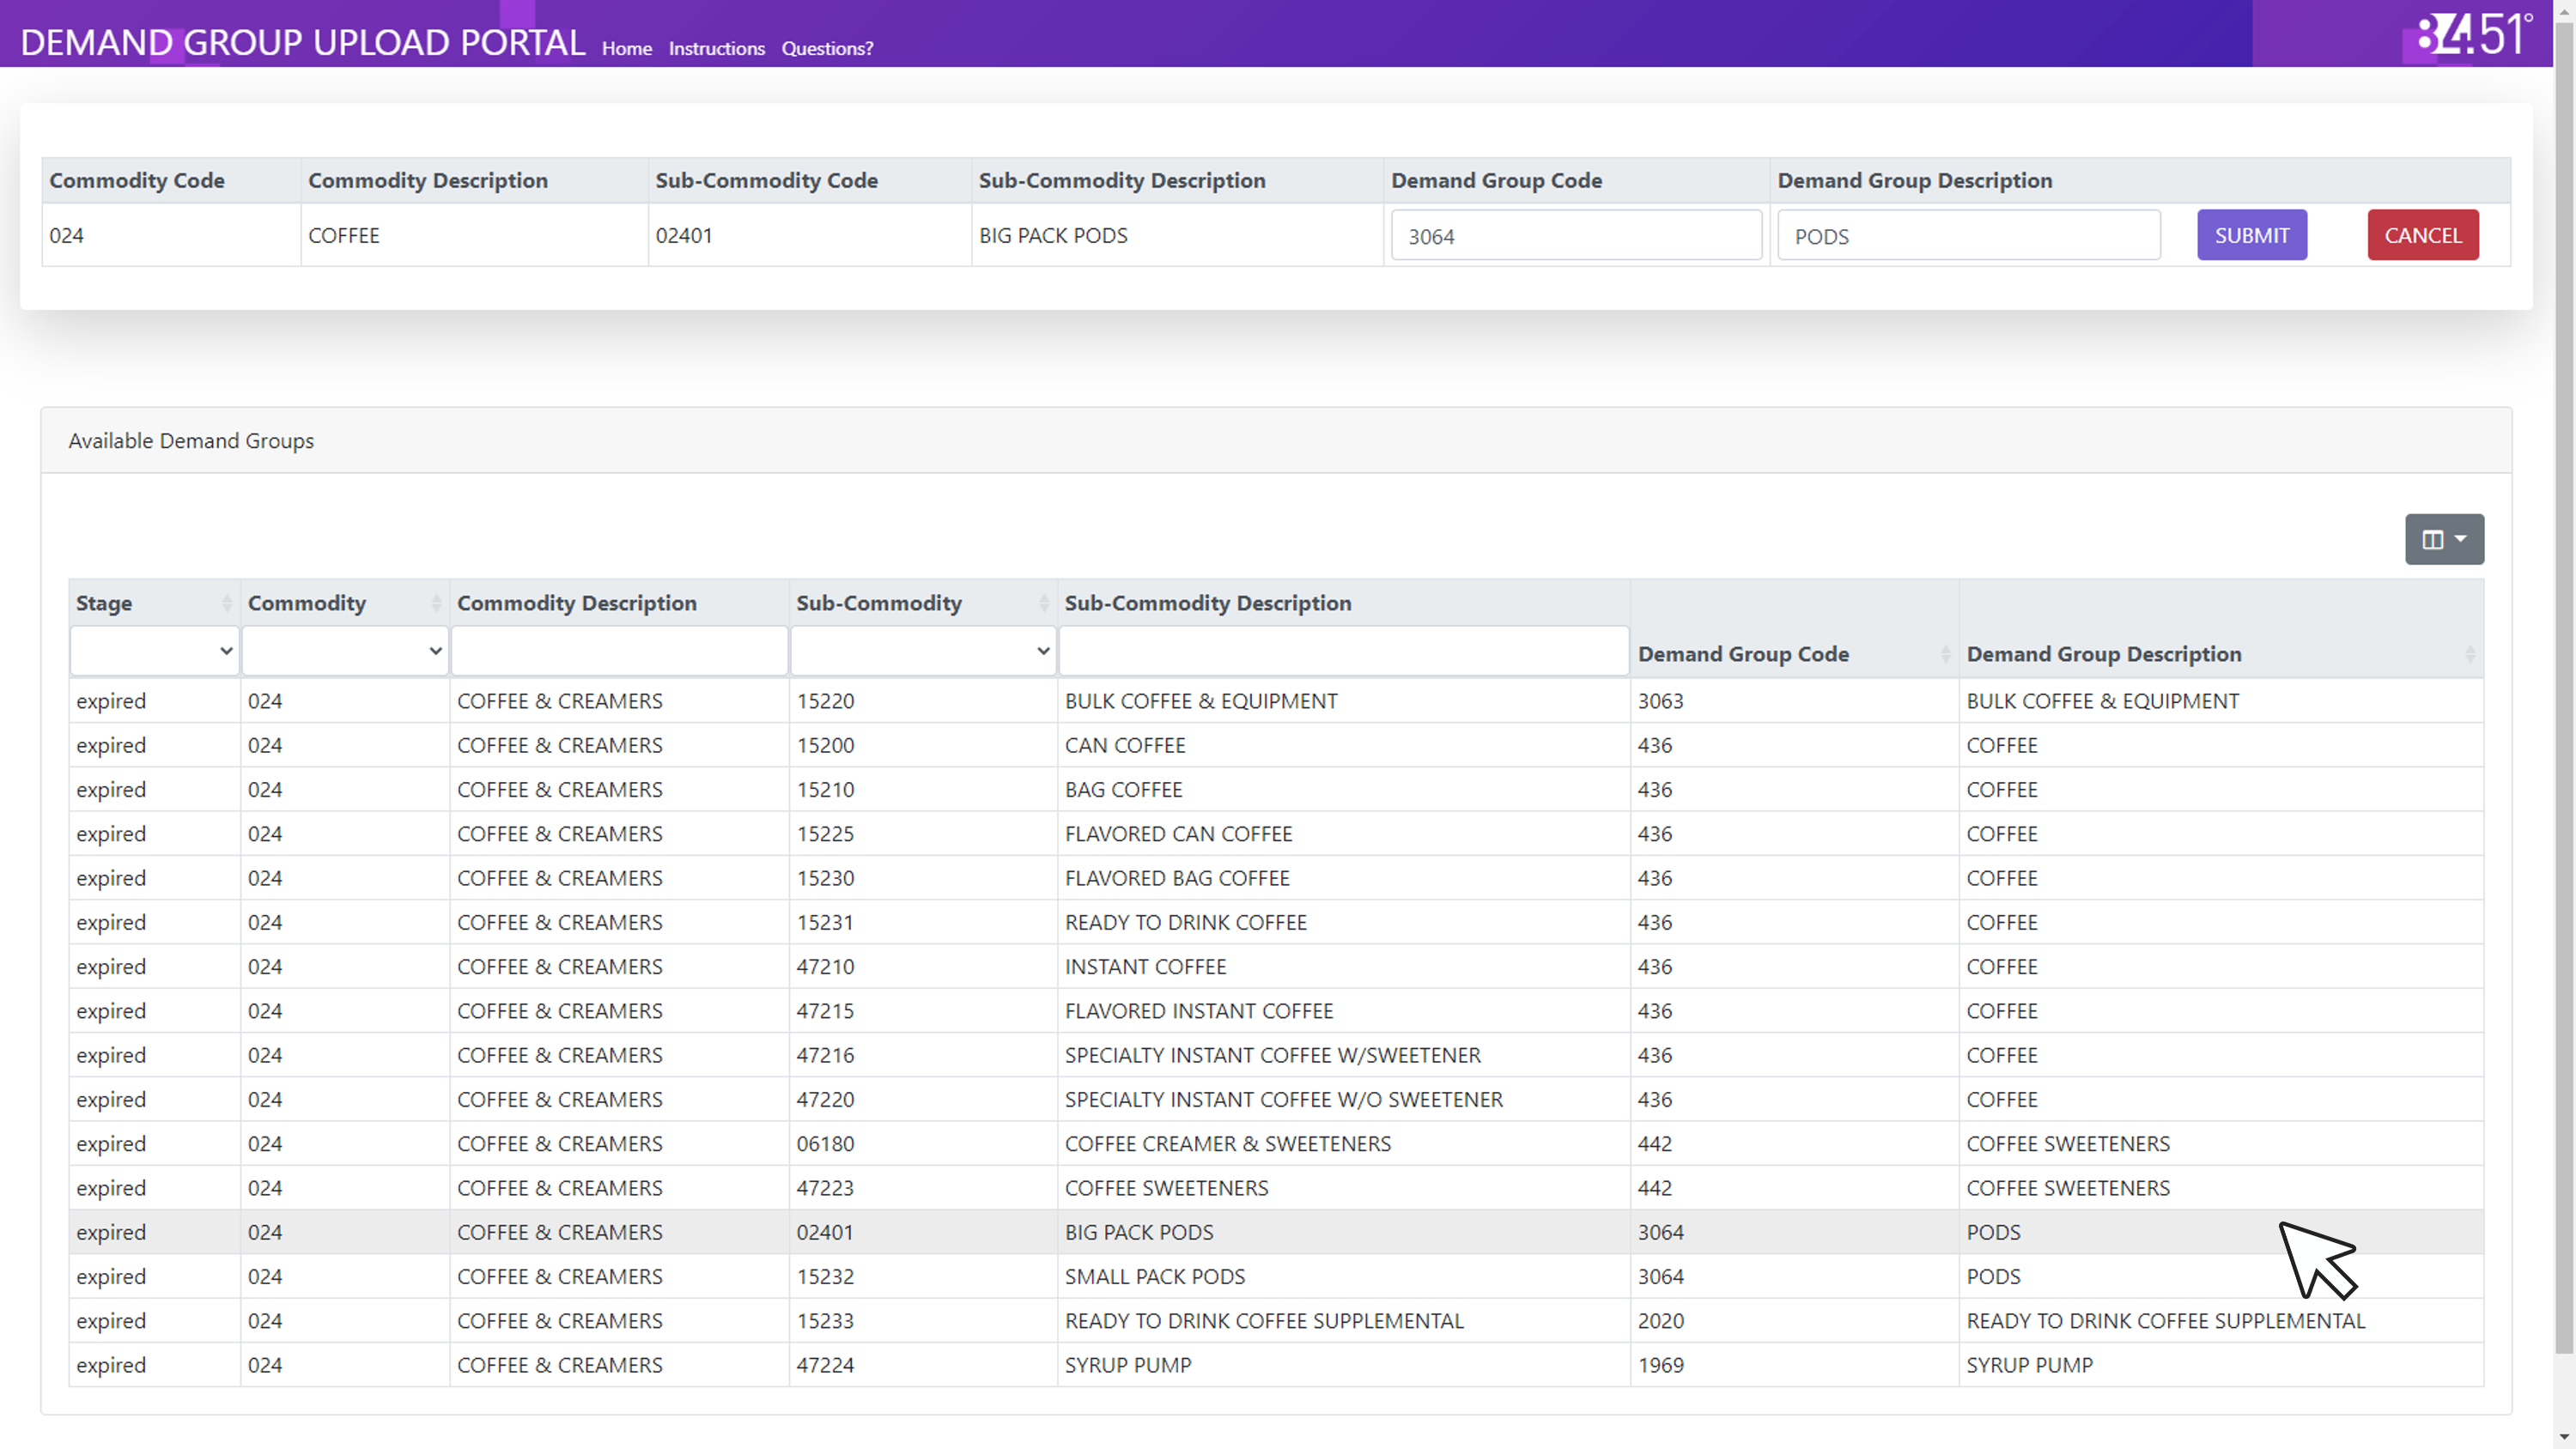 DEMAND GROUP UPLOAD PORTAL Home Instructions Questions? 84.51°
Commodity Code Commodity Description Sub-Commodity Code Sub-Commodity Description Demand Group Code Demand Group Description
024 COFFEE 02401 BIG PACK PODS 3064 PODS SUBMIT CANCEL
Available Demand Groups
Stage Commodity Commodity Description Sub-Commodity Sub-Commodity Description
Demand Group Code Demand Group Description
expired 024 COFFEE & CREAMERS 15220 BULK COFFEE & EQUIPMENT 3063 BULK COFFEE & EQUIPMENT
expired 024 COFFEE & CREAMERS 15200 CAN COFFEE 436 COFFEE
expired 024 COFFEE & CREAMERS 15210 BAG COFFEE 436 COFFEE
expired 024 COFFEE & CREAMERS 15225 FLAVORED CAN COFFEE 436 COFFEE
expired 024 COFFEE & CREAMERS 15230 FLAVORED BAG COFFEE 436 COFFEE
expired 024 COFFEE & CREAMERS 15231 READY TO DRINK COFFEE 436 COFFEE
expired 024 COFFEE & CREAMERS 47210 INSTANT COFFEE 436 COFFEE
expired 024 COFFEE & CREAMERS 47215 FLAVORED INSTANT COFFEE 436 COFFEE
expired 024 COFFEE & CREAMERS 47216 SPECIALTY INSTANT COFFEE W/SWEETENER 436 COFFEE
expired 024 COFFEE & CREAMERS 47220 SPECIALTY INSTANT COFFEE W/O SWEETENER 436 COFFEE
expired 024 COFFEE & CREAMERS 06180 COFFEE CREAMER & SWEETENERS 442 COFFEE SWEETENERS
expired 024 COFFEE & CREAMERS 47223 COFFEE SWEETENERS 442 COFFEE SWEETENERS
expired 024 COFFEE & CREAMERS 02401 BIG PACK PODS 3064 PODS
expired 024 COFFEE & CREAMERS 15232 SMALL PACK PODS 3064 PODS
expired 024 COFFEE & CREAMERS 15233 READY TO DRINK COFFEE SUPPLEMENTAL 2020 READY TO DRINK COFFEE SUPPLEMENTAL
expired 024 COFFEE & CREAMERS 47224 SYRUP PUMP 1969 SYRUP PUMP